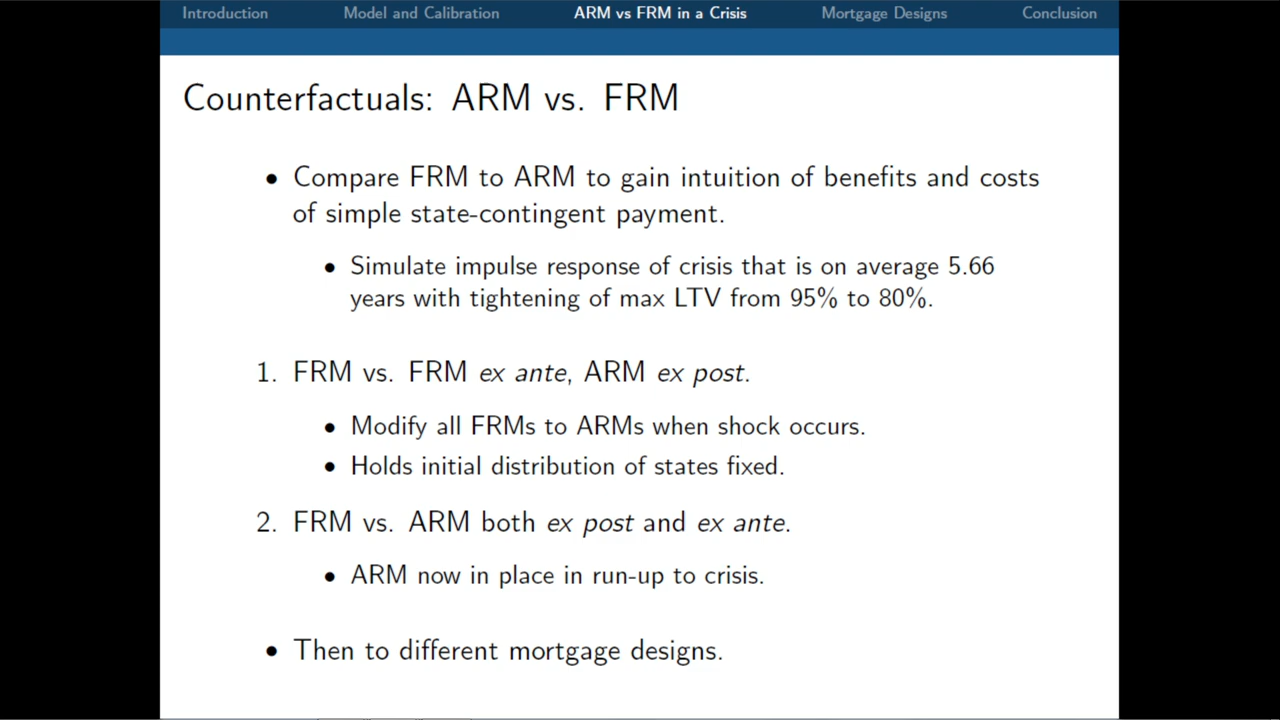 Introduction Model and Calibration ARM vs FRM in a Crisis Mortgage Designs Conclusion
Counterfactuals: ARM vs. FRM
• Compare FRM to ARM to gain intuition of benefits and costs
of simple state-contingent payment.
• Simulate impulse response of crisis that is on average 5.66
years with tightening of max LTV from 95% to 80%.
1. FRM vs. FRM ex ante, ARM ex post.
• Modify all FRMs to ARMs when shock occurs.
• Holds initial distribution of states fixed.
2. FRM vs. ARM both ex post and ex ante.
• ARM now in place in run-up to crisis.
• Then to different mortgage designs.